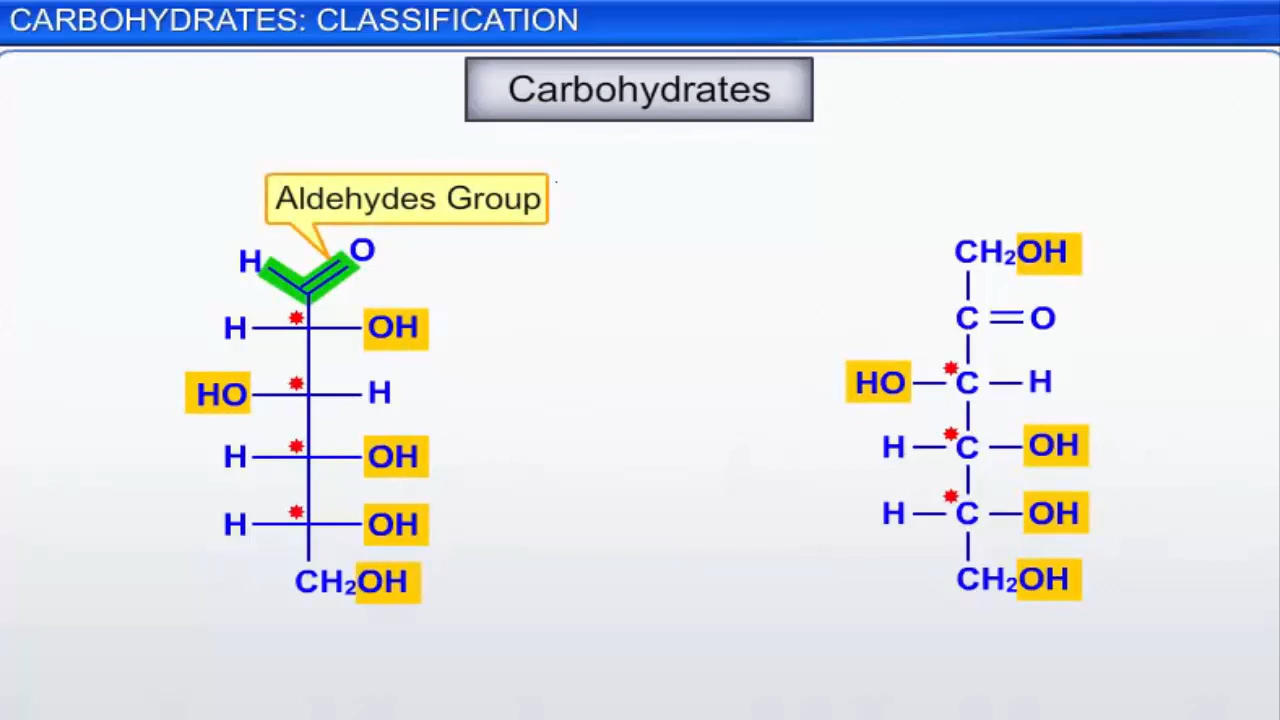 CARBOHYDRATES: CLASSIFICATION
Carbohydrates
Aldehydes Group
H O
H OH
HO H
H OH
H OH
CH₂OH
CH₂OH
C=O
HO—C—H
H—C—OH
H—C—OH
CH₂OH